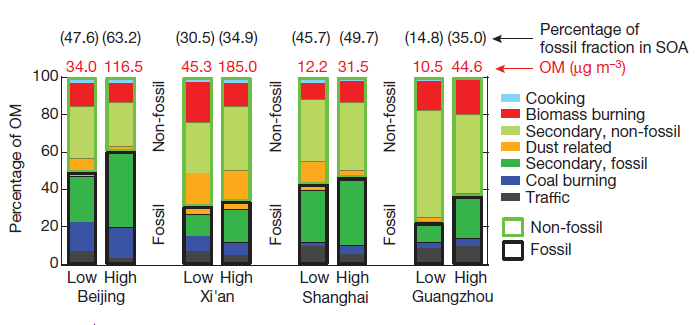 (47.6) (63.2) (30.5) (34.9) (45.7) (49.7) (14.8) (35.0) Percentage of
fossil fraction in SOA
34.0 116.5 45.3 185.0 12.2 31.5 10.5 44.6 OM (μg m⁻³)
Percentage of OM
100
80
60
40
20
0
Non-fossil
Fossil
Non-fossil
Fossil
Non-fossil
Fossil
Cooking
Biomass burning
Secondary, non-fossil
Dust related
Secondary, fossil
Coal burning
Traffic
Non-fossil
Fossil
Low High Low High Low High Low High
Beijing Xi'an Shanghai Guangzhou